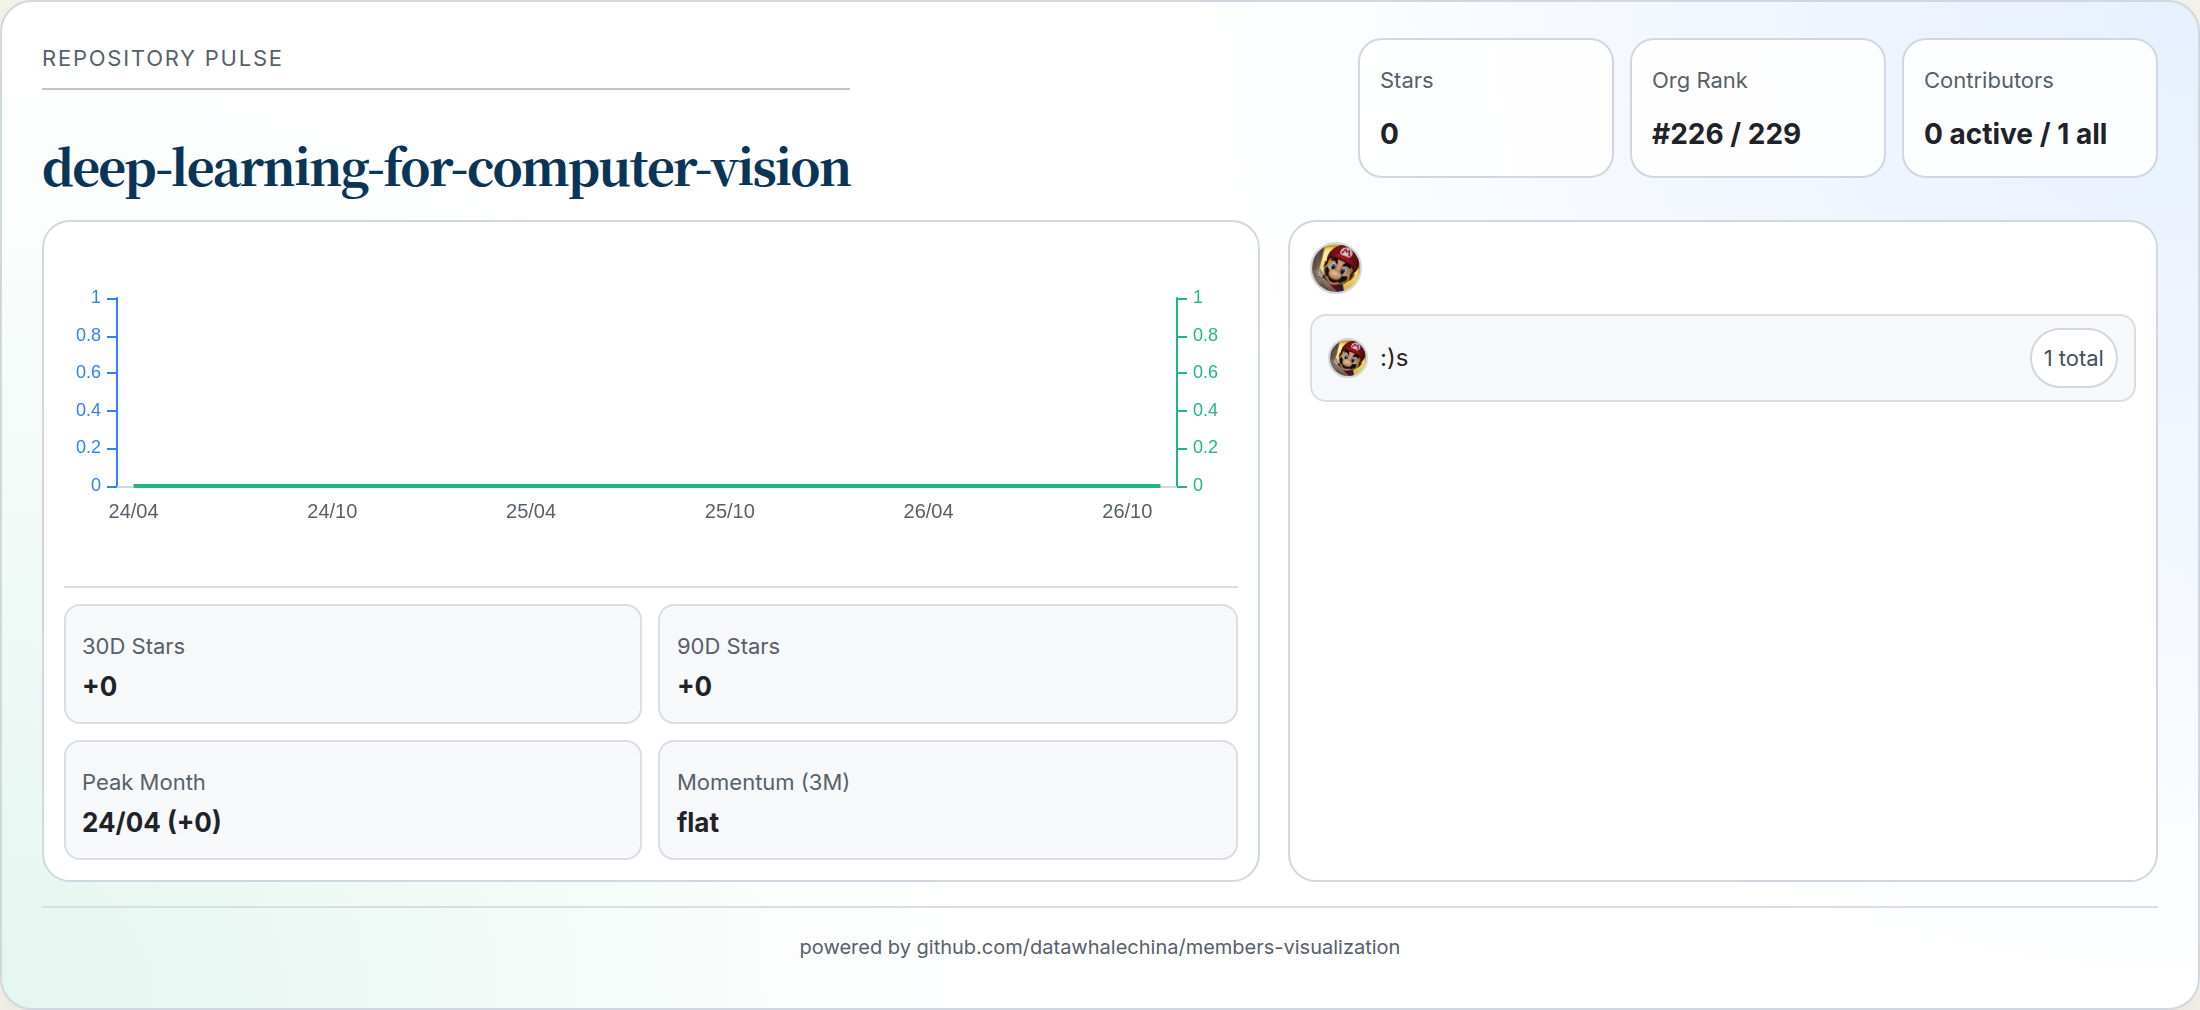 REPOSITORY PULSE
deep-learning-for-computer-vision
Stars
0
Org Rank
#226 / 229
Contributors
0 active / 1 all
1
0.8
0.6
0.4
0.2
0
1
0.8
0.6
0.4
0.2
0
24/04 24/10 25/04 25/10 26/04 26/10
30D Stars
+0
90D Stars
+0
Peak Month
24/04 (+0)
Momentum (3M)
flat
:)s
1 total
powered by github.com/datawhalechina/members-visualization